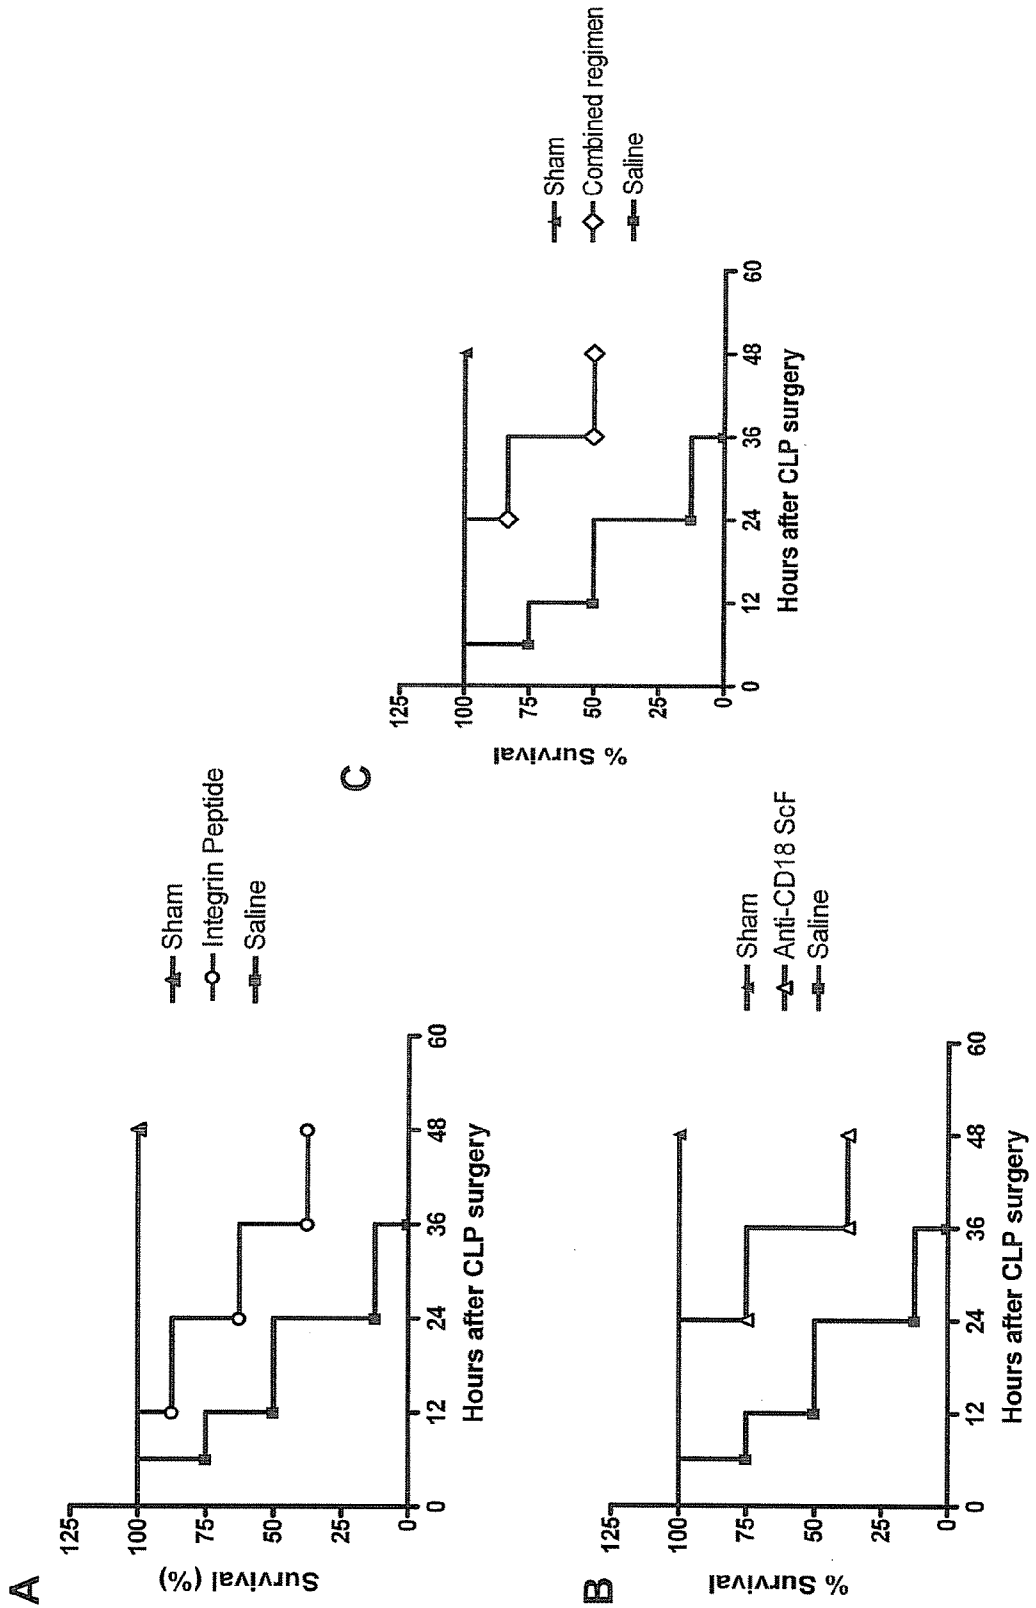 A
Survival (%)
125
100
75
50
25
0
0 12 24 36 48 60
Hours after CLP surgery
Sham
Integrin Peptide
Saline
B
% Survival
125
100
75
50
25
0
0 12 24 36 48 60
Hours after CLP surgery
Sham
Anti-CD18 ScF
Saline
C
% Survival
125
100
75
50
25
0
0 12 24 36 48 60
Hours after CLP surgery
Sham
Combined regimen
Saline